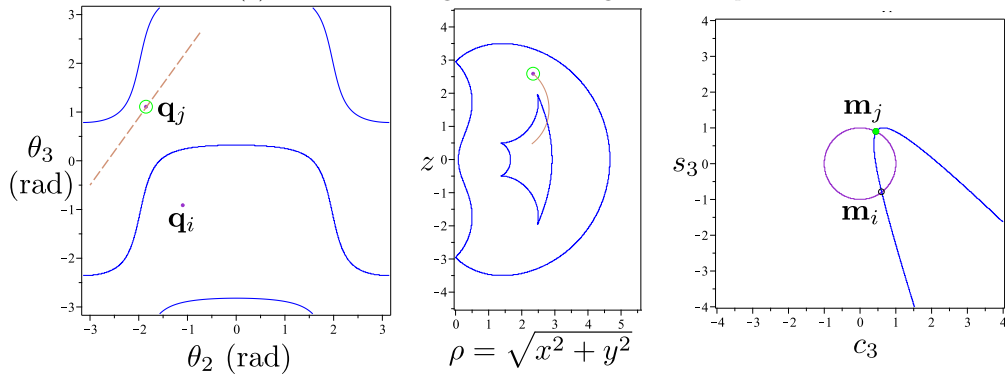 3
2
1
0
-1
-2
-3
θ₃
(rad)
q_j
q_i
-3 -2 -1 0 1 2 3
θ₂ (rad)
4
3
2
1
z 0
-1
-2
-3
-4
0 1 2 3 4 5
ρ = √(x² + y²)
4
3
2
1
s₃ 0
-1
-2
-3
-4
m_j
m_i
-4 -3 -2 -1 0 1 2 3 4
c₃